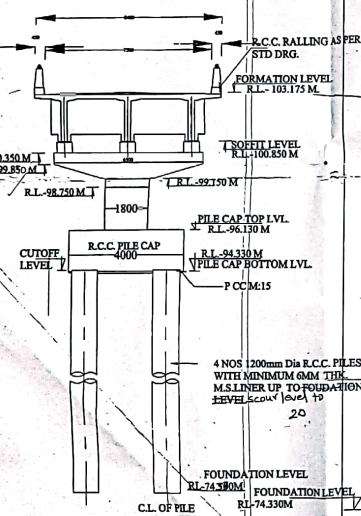 R.C.C. RALLING AS PER
STD DRG.
FORMATION LEVEL
R.L.- 103.175 M.
SOFFIT LEVEL
R.L.-100.850 M
0.350 M
99.850 M
R.L.-99.150 M
R.L.-98.750 M
1800
PILE CAP TOP LVL.
R.L.-96.130 M
R.C.C. PILE CAP
4000
CUTOFF
LEVEL
R.L.-94.330 M
PILE CAP BOTTOM LVL.
P CC M:15
4 NOS 1200mm Dia R.C.C. PILES
WITH MINIMUM 6MM THK.
M.S.LINER UP TO FOUDATION
LEVEL scour level to
20
FOUNDATION LEVEL
RL-74.330M
FOUNDATION LEVEL
RL-74.330M
C.L. OF PILE